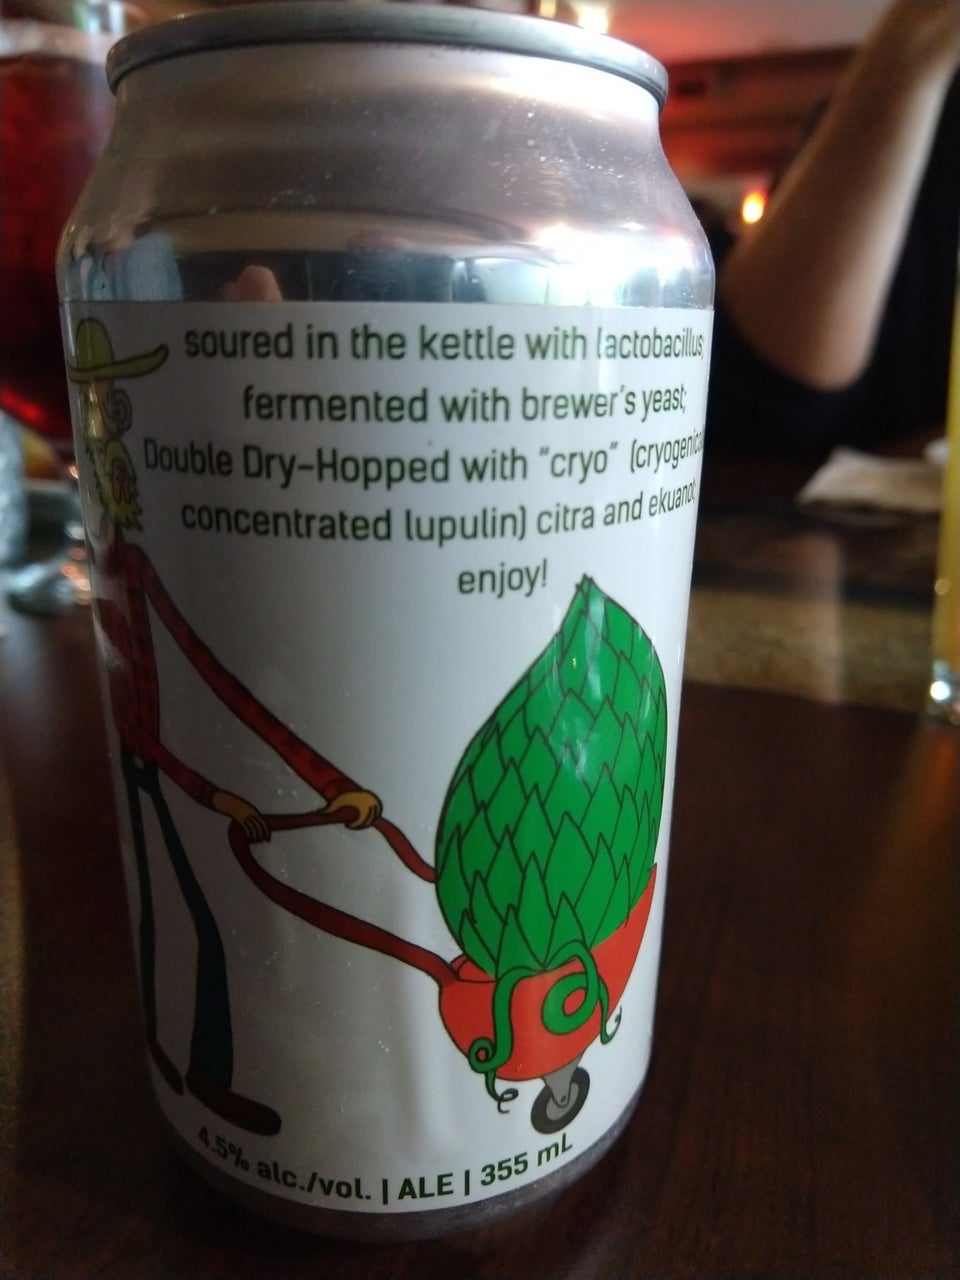 soured in the kettle with lactobacillus;
fermented with brewer's yeast;
Double Dry-Hopped with "cryo" (cryogenic
concentrated lupulin) citra and ekuanot;
enjoy!
4.5% alc./vol. | ALE | 355 mL